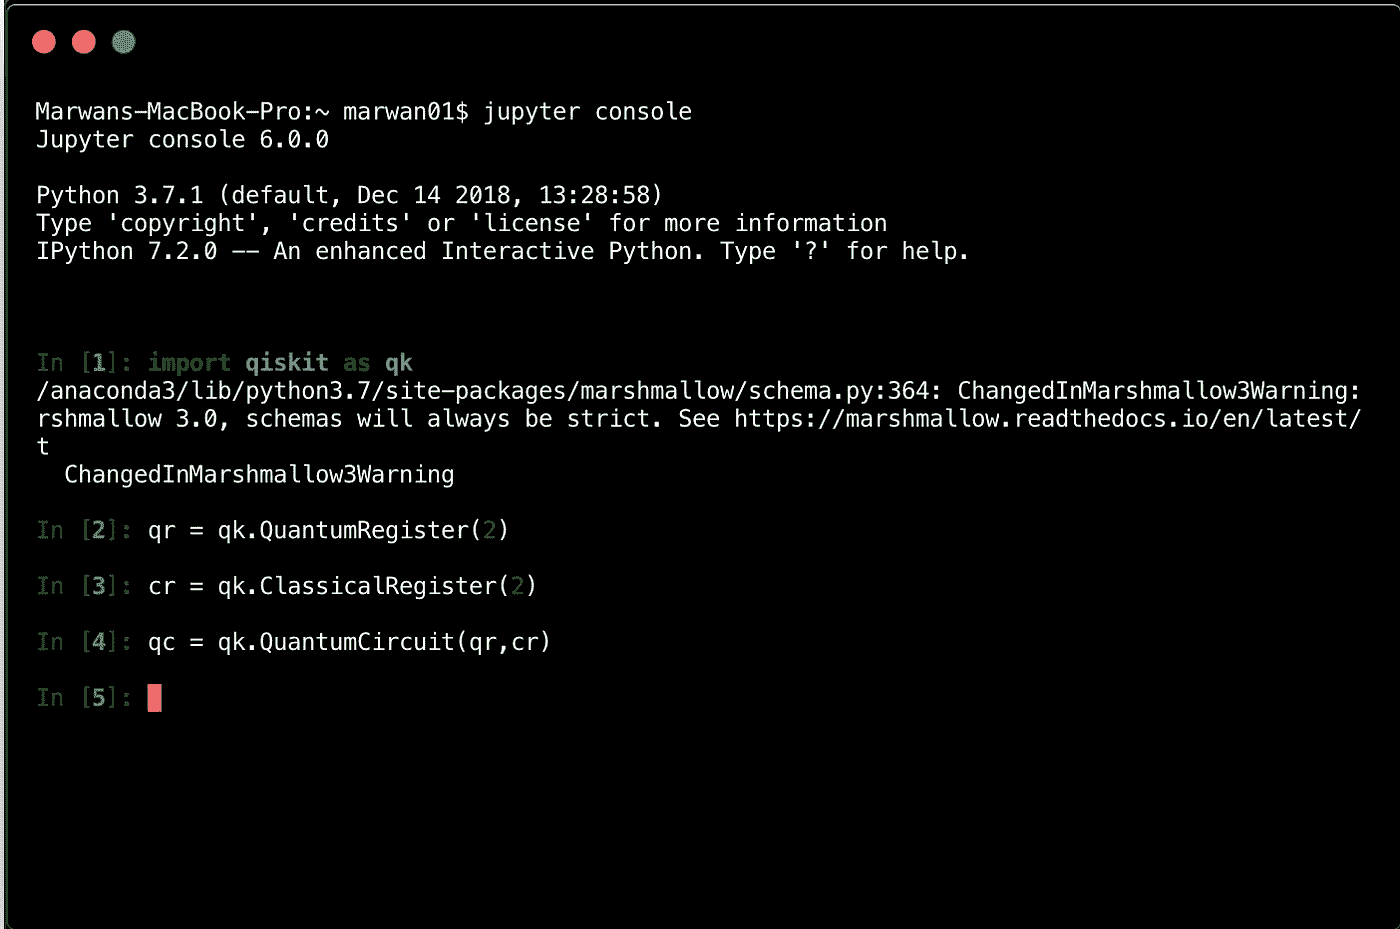 Marwans-MacBook-Pro:~ marwan01$ jupyter console
Jupyter console 6.0.0
Python 3.7.1 (default, Dec 14 2018, 13:28:58)
Type 'copyright', 'credits' or 'license' for more information
IPython 7.2.0 -- An enhanced Interactive Python. Type '?' for help.
In [1]: import qiskit as qk
/anaconda3/lib/python3.7/site-packages/marshmallow/schema.py:364: ChangedInMarshmallow3Warning:
rshmallow 3.0, schemas will always be strict. See https://marshmallow.readthedocs.io/en/latest/
t
  ChangedInMarshmallow3Warning
In [2]: qr = qk.QuantumRegister(2)
In [3]: cr = qk.ClassicalRegister(2)
In [4]: qc = qk.QuantumCircuit(qr,cr)
In [5]: